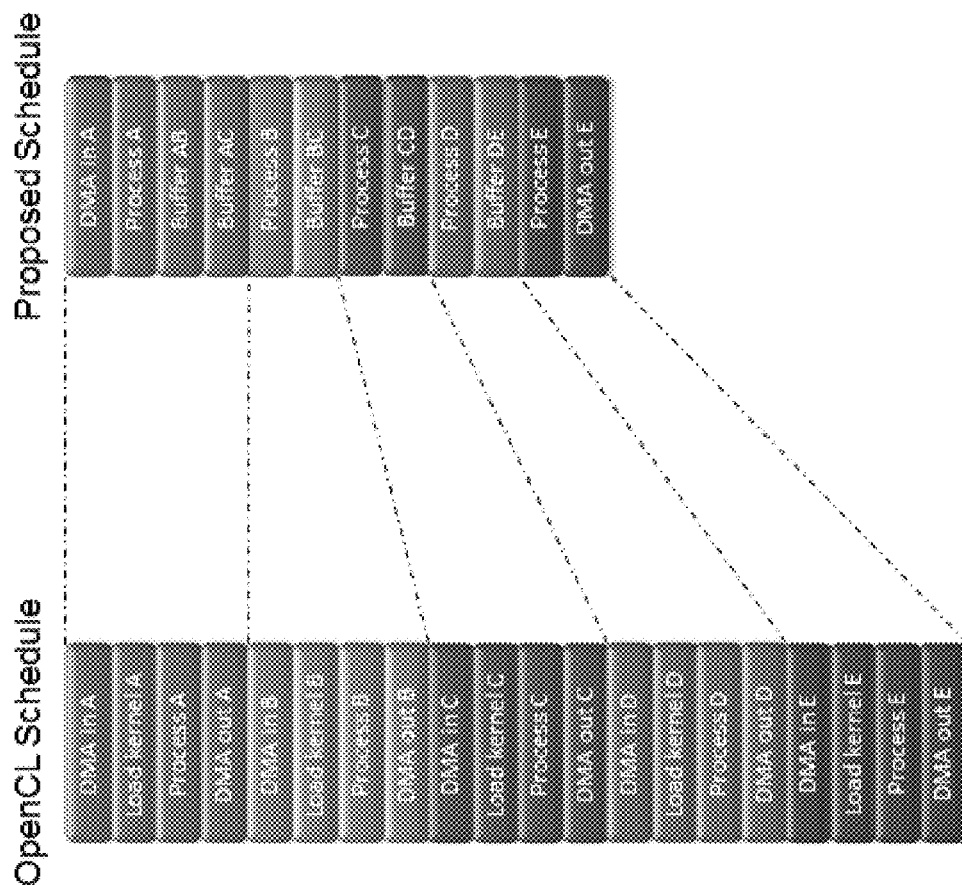 Proposed Schedule
DMA in A
Process A
Buffer AB
Buffer AC
Process B
Buffer BC
Process C
Buffer CD
Process D
Buffer DE
Process E
DMA out E
OpenCL Schedule
DMA in A
Load kernel A
Process A
DMA out A
DMA in B
Load kernel B
Process B
DMA out B
DMA in C
Load kernel C
Process C
DMA out C
DMA in D
Load kernel D
Process D
DMA out D
DMA in E
Load kernel E
Process E
DMA out E